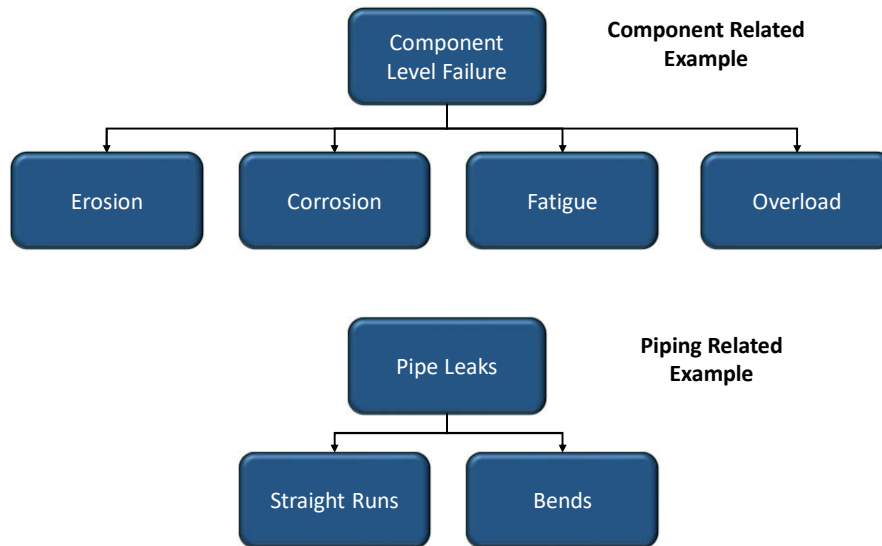 Component
Level Failure
Component Related
Example
Erosion
Corrosion
Fatigue
Overload
Pipe Leaks
Piping Related
Example
Straight Runs
Bends